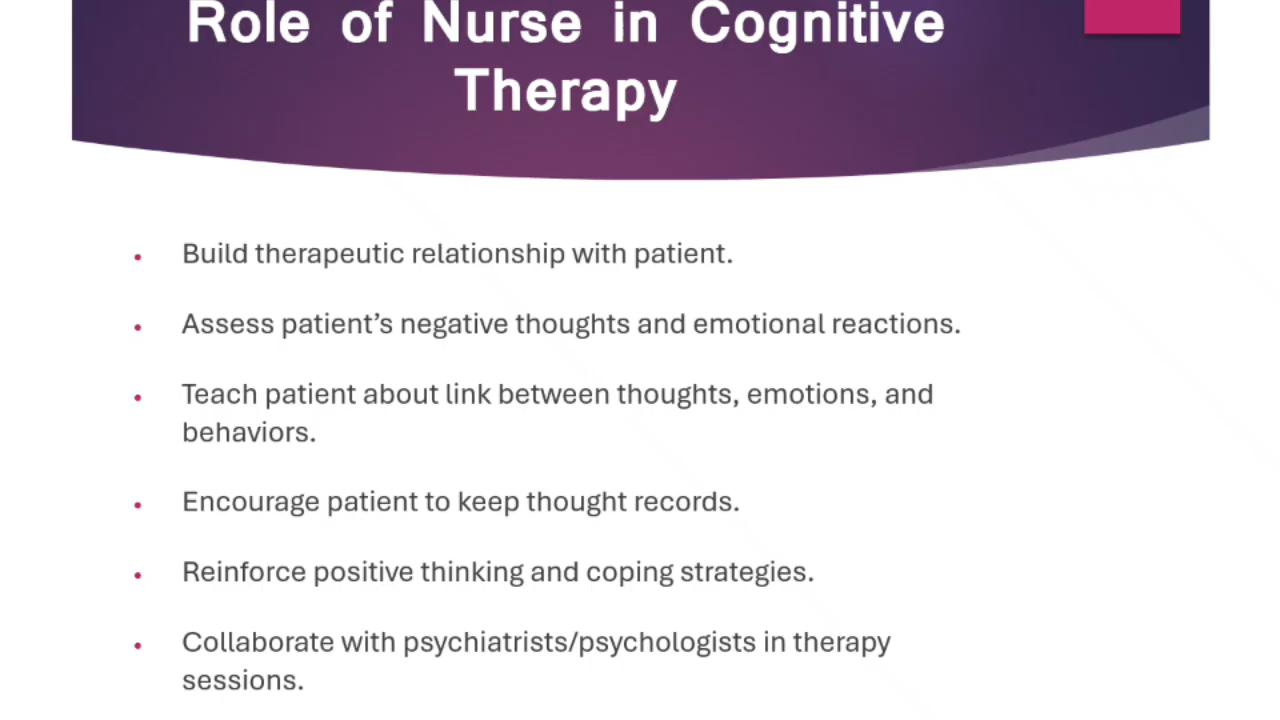 Role of Nurse in Cognitive
Therapy
• Build therapeutic relationship with patient.
• Assess patient’s negative thoughts and emotional reactions.
• Teach patient about link between thoughts, emotions, and
behaviors.
• Encourage patient to keep thought records.
• Reinforce positive thinking and coping strategies.
• Collaborate with psychiatrists/psychologists in therapy
sessions.